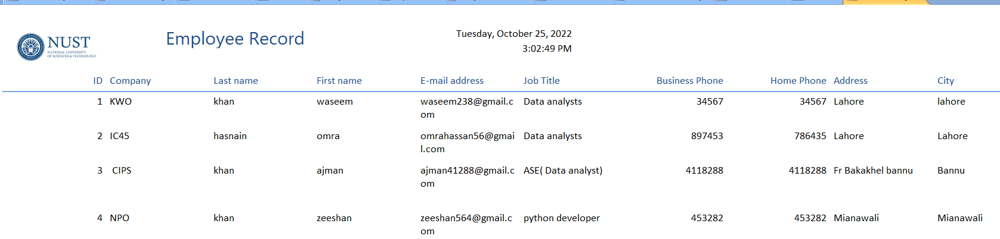 NUST
NATIONAL UNIVERSITY
OF SCIENCES & TECHNOLOGY
Employee Record
Tuesday, October 25, 2022
3:02:49 PM
ID Company Last name First name E-mail address Job Title Business Phone Home Phone Address City
1 KWO khan waseem waseem238@gmail.c Data analysts 34567 34567 Lahore lahore
om
2 IC45 hasnain omra omrahassan56@gmai Data analysts 897453 786435 Lahore Lahore
l.com
3 CIPS khan ajman ajman41288@gmail.c ASE( Data analyst) 4118288 4118288 Fr Bakakhel bannu Bannu
om
4 NPO khan zeeshan zeeshan564@gmail.c python developer 453282 453282 Mianawali Mianawali
om